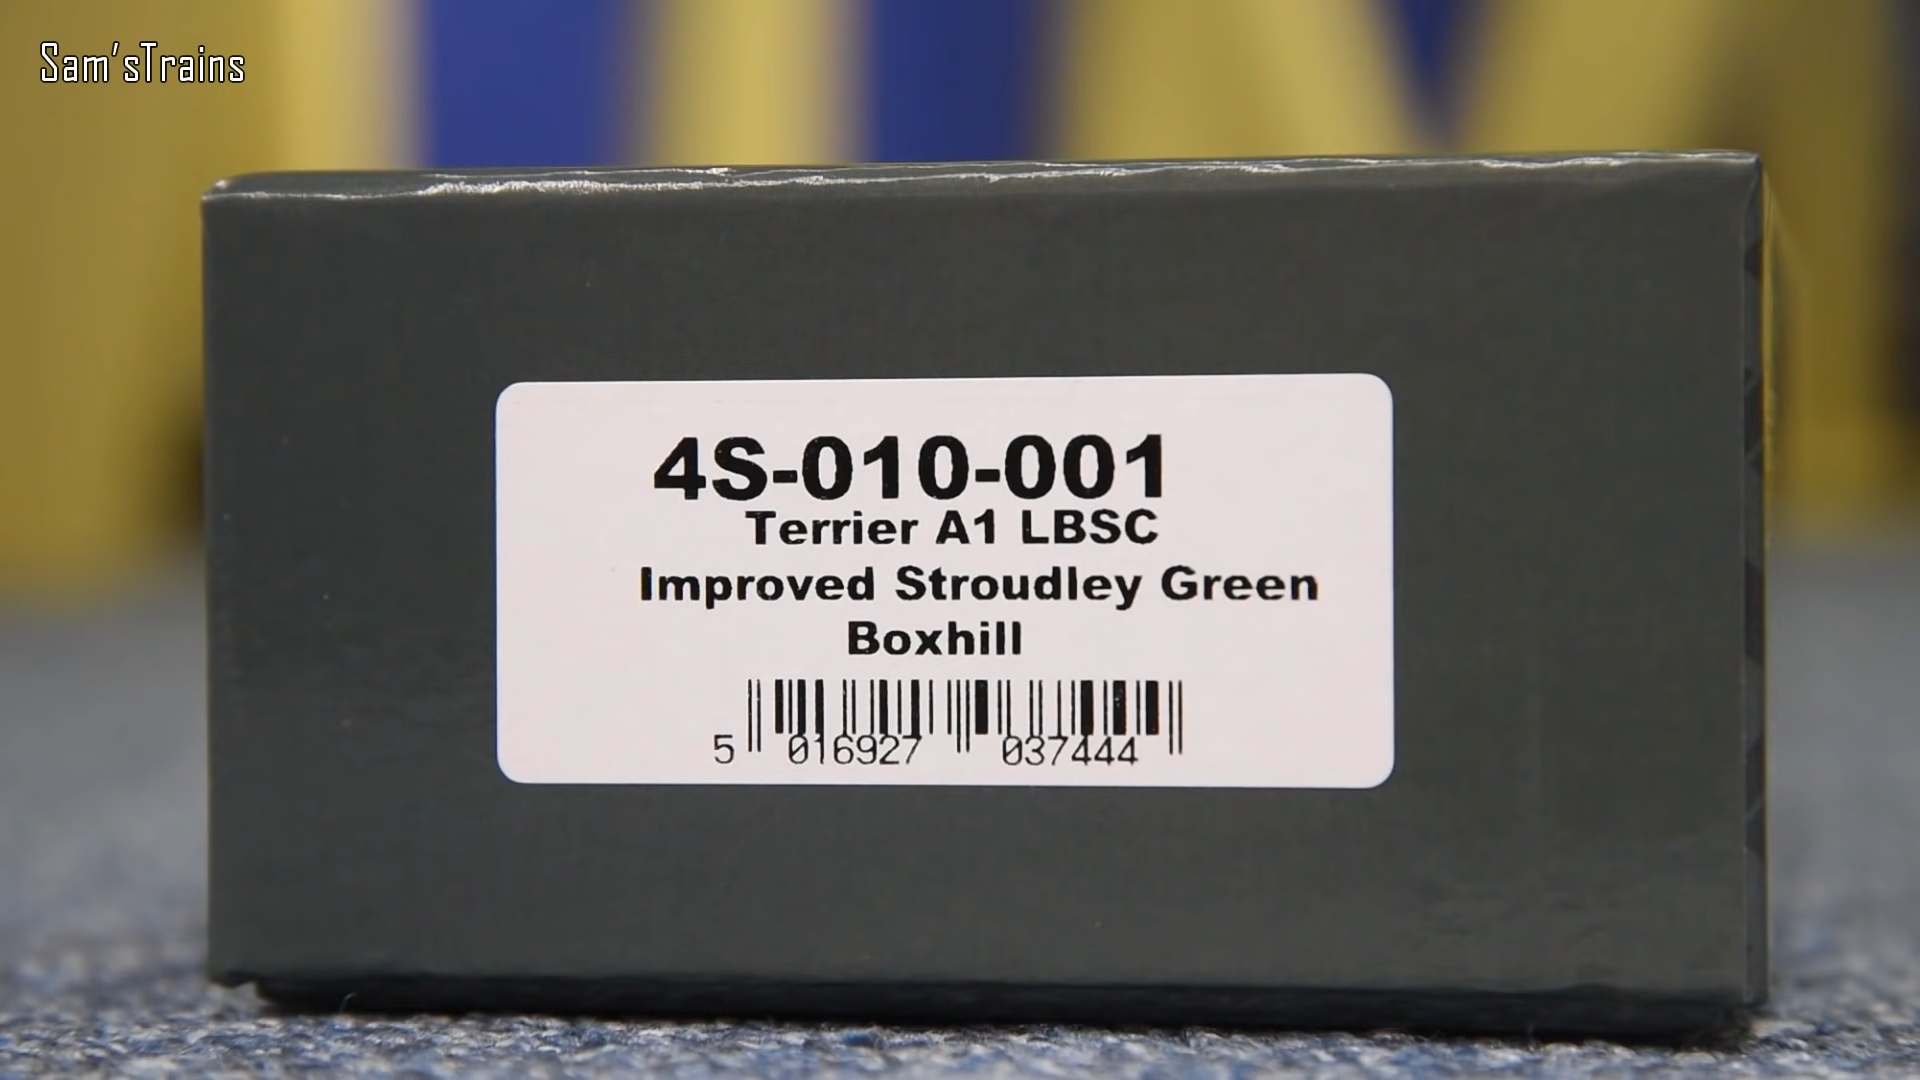 Sam'sTrains
4S-010-001
Terrier A1 LBSC
Improved Stroudley Green
Boxhill
5 016927 037444